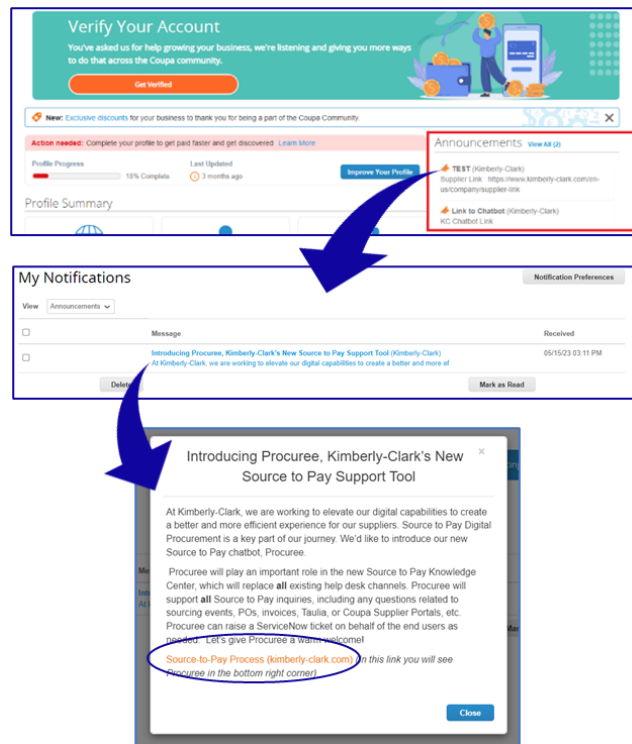 Verify Your Account
You've asked us for help growing your business, we're listening and giving you more ways
to do that across the Coupa community.
Get Verified
New: Exclusive discounts for your business to thank you for being a part of the Coupa Community.
Action needed: Complete your profile to get paid faster and get discovered Learn More
Profile Progress
Last Updated
18% Complete
3 months ago
Improve Your Profile
Profile Summary
Announcements View All (2)
TEST (Kimberly-Clark)
Supplier Link https://www.kimberly-clark.com/en-
us/company/supplier-link
Link to Chatbot (Kimberly-Clark)
KC Chatbot Link
My Notifications
Notification Preferences
View Announcements
Message Received
Introducing Procuree, Kimberly-Clark's New Source to Pay Support Tool (Kimberly-Clark) 05/15/23 03:11 PM
At Kimberly-Clark, we are working to elevate our digital capabilities to create a better and more ef
Delete Mark as Read
Introducing Procuree, Kimberly-Clark's New
Source to Pay Support Tool
At Kimberly-Clark, we are working to elevate our digital capabilities to create
a better and more efficient experience for our suppliers. Source to Pay Digital
Procurement is a key part of our journey. We'd like to introduce our new
Source to Pay chatbot, Procuree.
Procuree will play an important role in the new Source to Pay Knowledge
Center, which will replace all existing help desk channels. Procuree will
support all Source to Pay inquiries, including any questions related to
sourcing events, POs, invoices, Taulia, or Coupa Supplier Portals, etc.
Procuree can raise a ServiceNow ticket on behalf of the end users as
needed. Let's give Procuree a warm welcome!
Source-to-Pay Process (kimberly-clark.com) (in this link you will see
Procuree in the bottom right corner)
Close